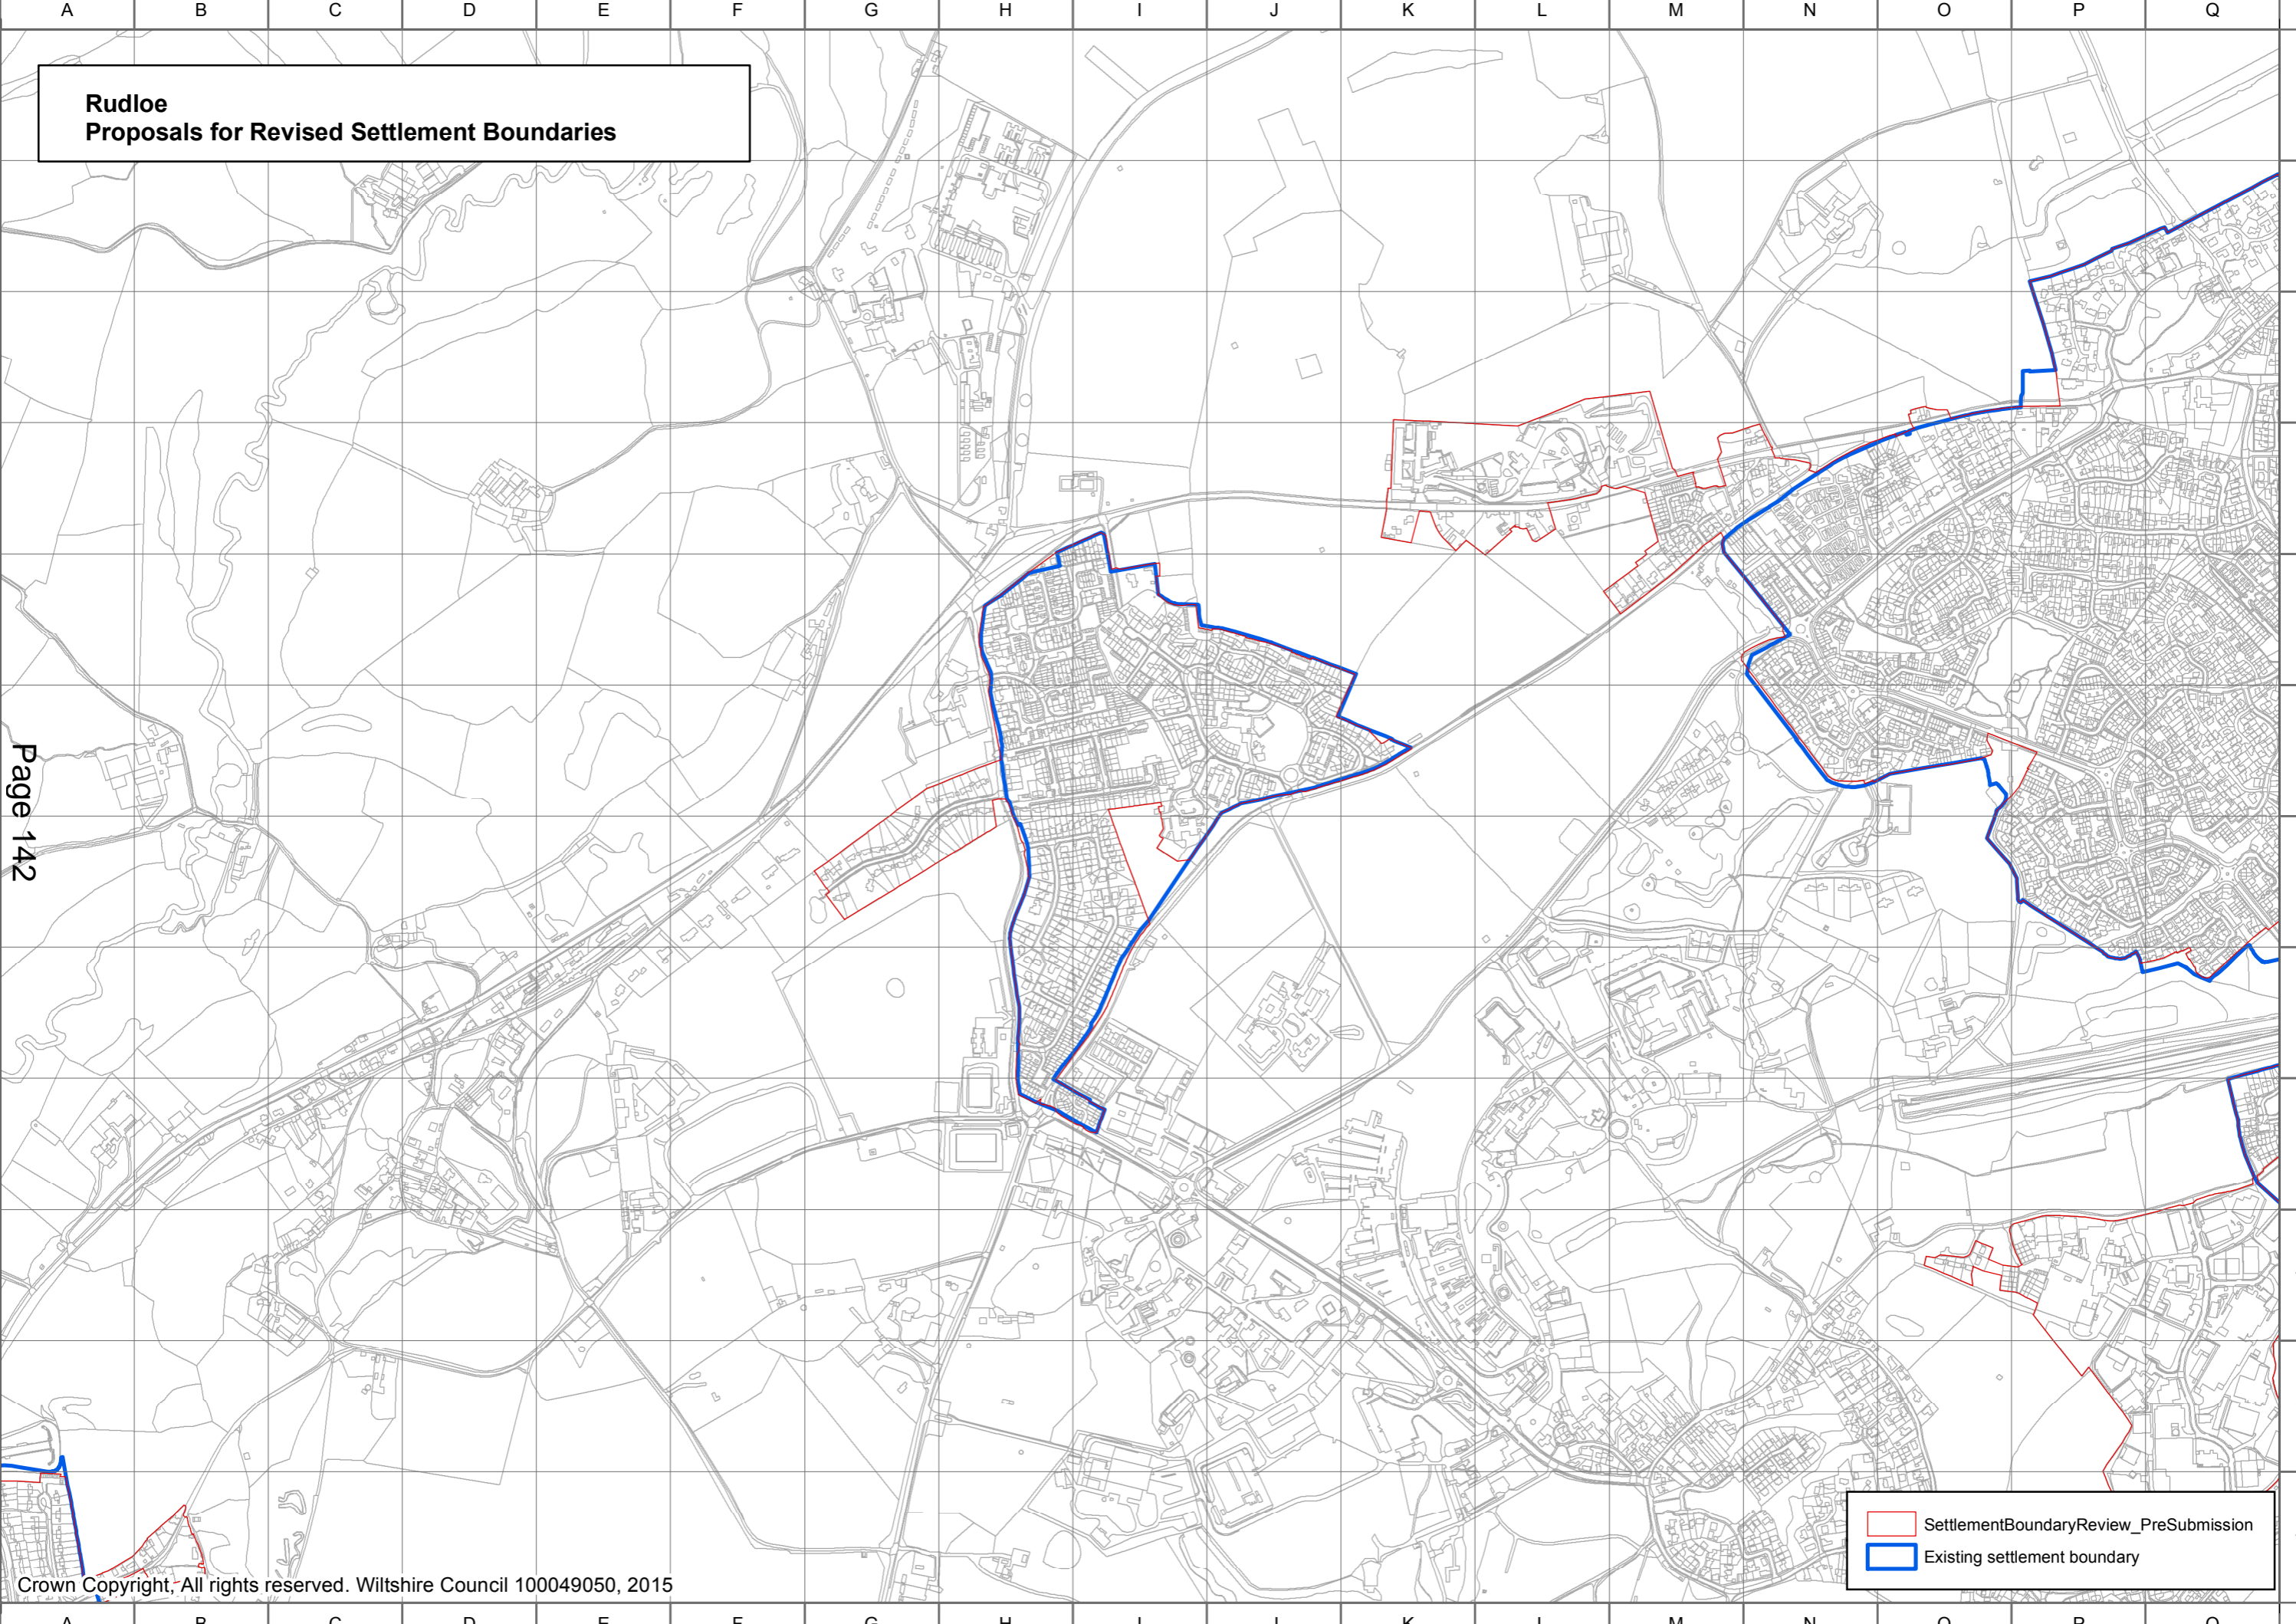 A B C D E F G H I J K L M N O P Q
Rudloe
Proposals for Revised Settlement Boundaries
Page 142
SettlementBoundaryReview_PreSubmission
Existing settlement boundary
Crown Copyright, All rights reserved. Wiltshire Council 100049050, 2015
A B C D E F G H I J K L M N O P Q